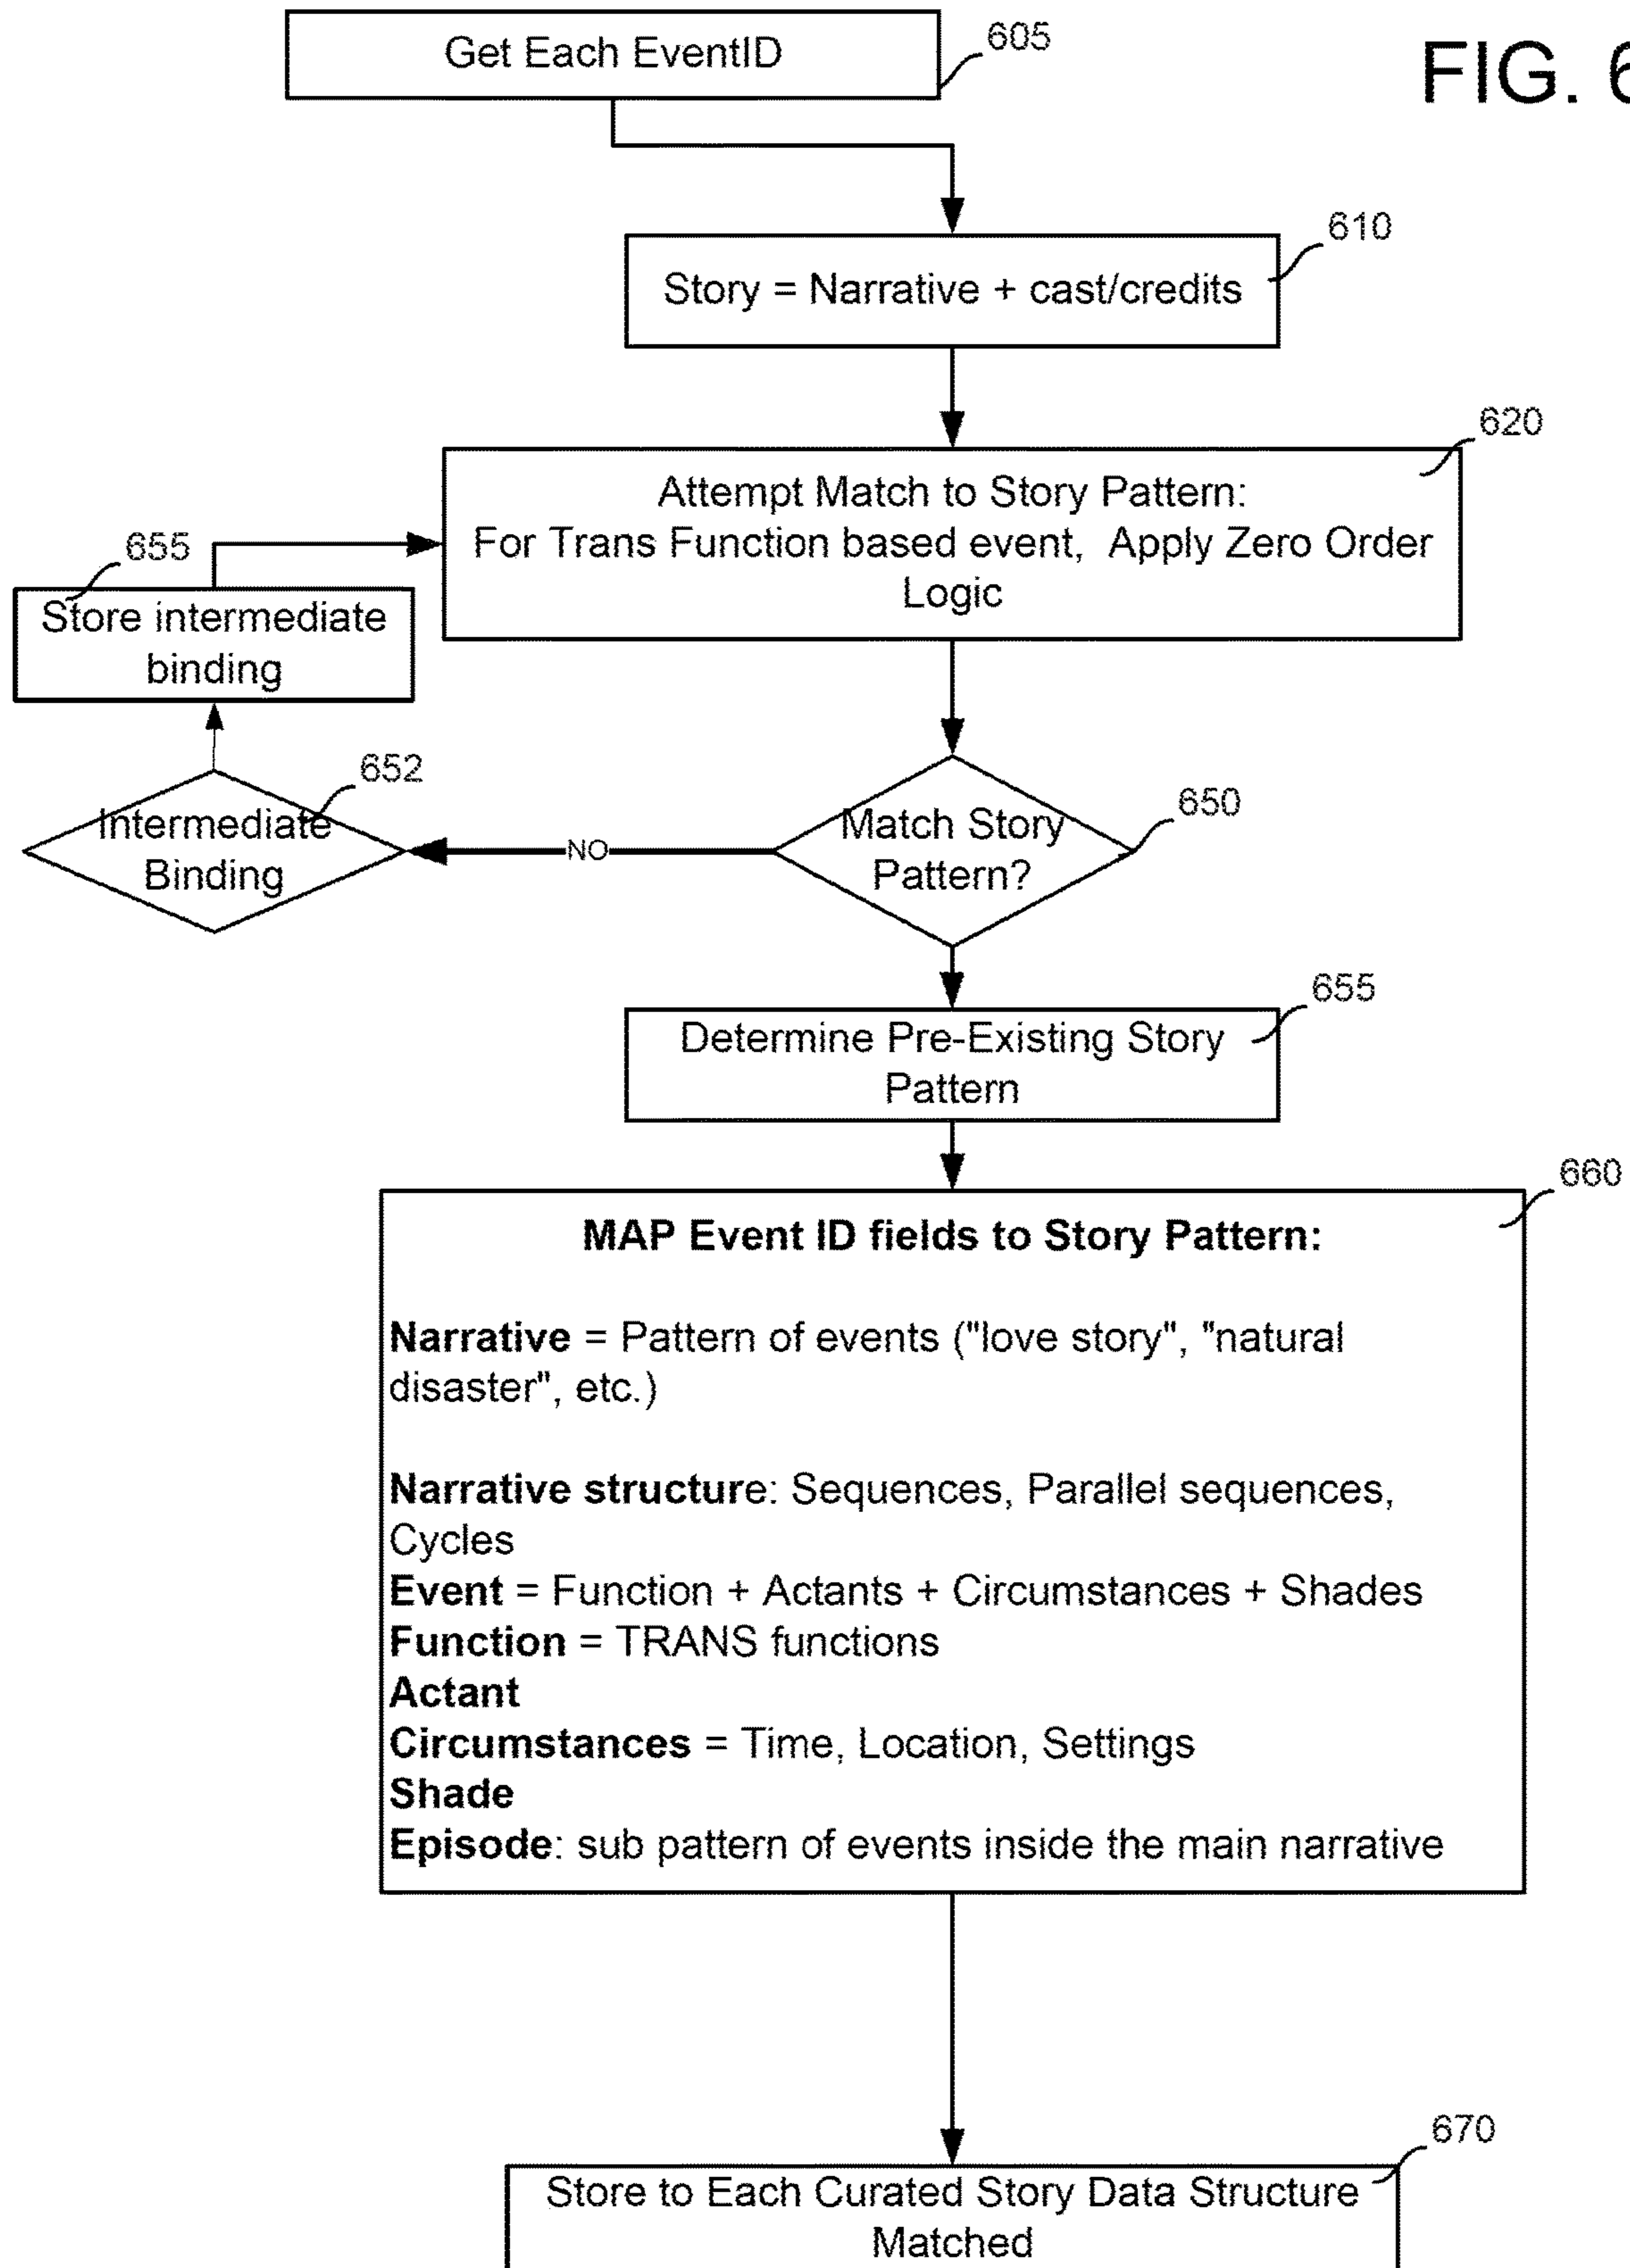 Get Each EventID
605
FIG. 6
610
Story = Narrative + cast/credits
620
Attempt Match to Story Pattern:
For Trans Function based event, Apply Zero Order
Logic
655
Store intermediate
binding
652
Intermediate
Binding
NO
650
Match Story
Pattern?
655
Determine Pre-Existing Story
Pattern
660
MAP Event ID fields to Story Pattern:
Narrative = Pattern of events ("love story", "natural
disaster", etc.)
Narrative structure: Sequences, Parallel sequences,
Cycles
Event = Function + Actants + Circumstances + Shades
Function = TRANS functions
Actant
Circumstances = Time, Location, Settings
Shade
Episode: sub pattern of events inside the main narrative
670
Store to Each Curated Story Data Structure
Matched